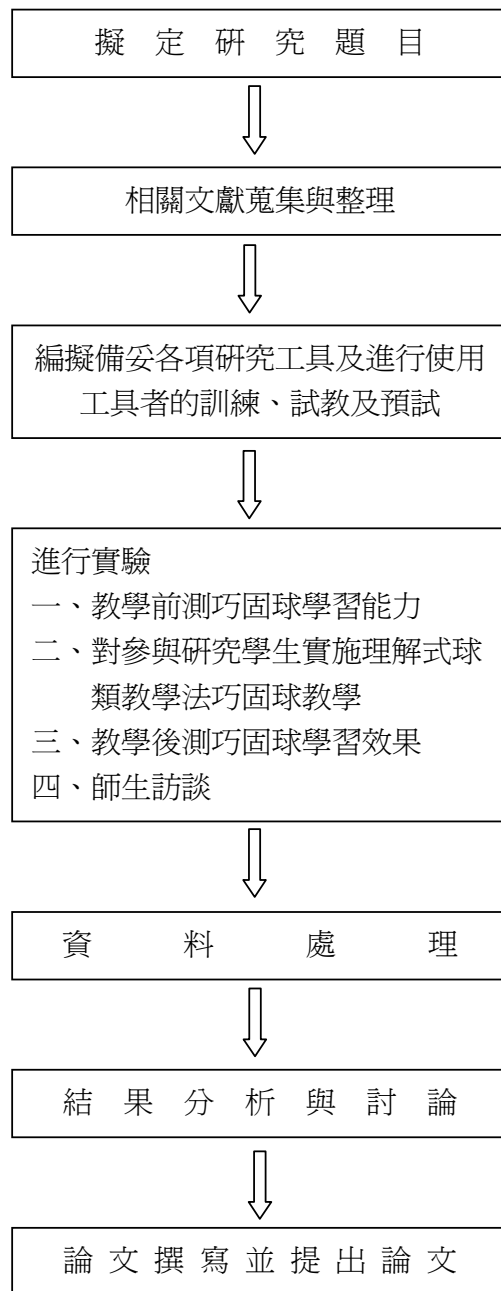 擬定研究題目
相關文獻蒐集與整理
編擬備妥各項研究工具及進行使用
工具者的訓練、試教及預試
進行實驗
一、教學前測巧固球學習能力
二、對參與研究學生實施理解式球
類教學法巧固球教學
三、教學後測巧固球學習效果
四、師生訪談
資料處理
結果分析與討論
論文撰寫並提出論文